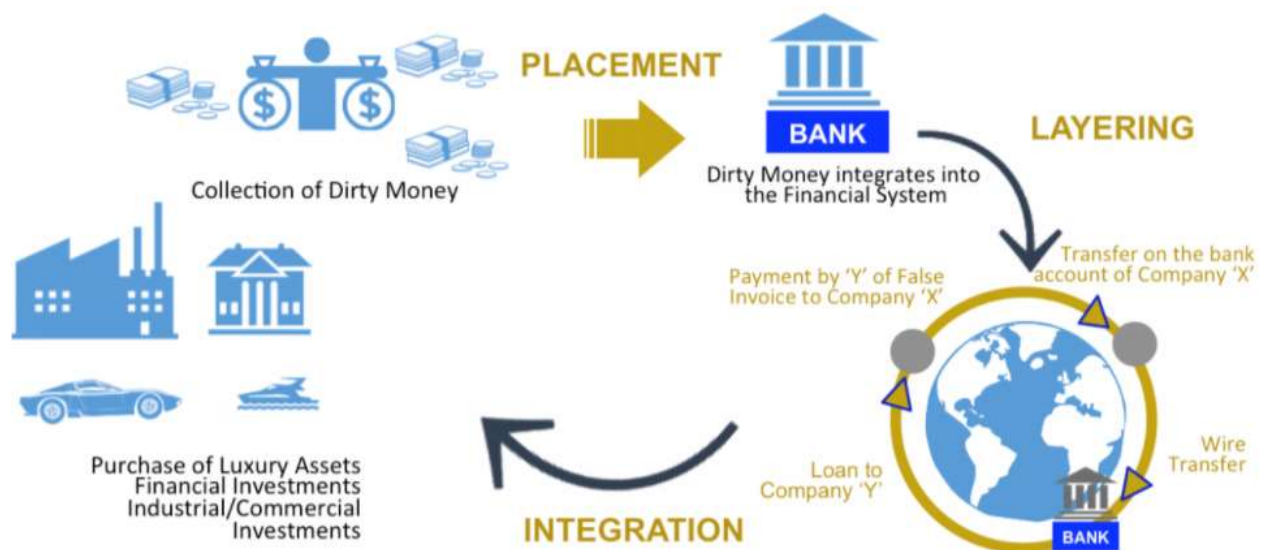 PLACEMENT
$ $
Collection of Dirty Money
BANK
Dirty Money integrates into
the Financial System
LAYERING
Transfer on the bank
account of Company ‘X’
Payment by ‘Y’ of False
Invoice to Company ‘X’
Wire
Transfer
Loan to
Company ‘Y’
BANK
INTEGRATION
Purchase of Luxury Assets
Financial Investments
Industrial/Commercial
Investments